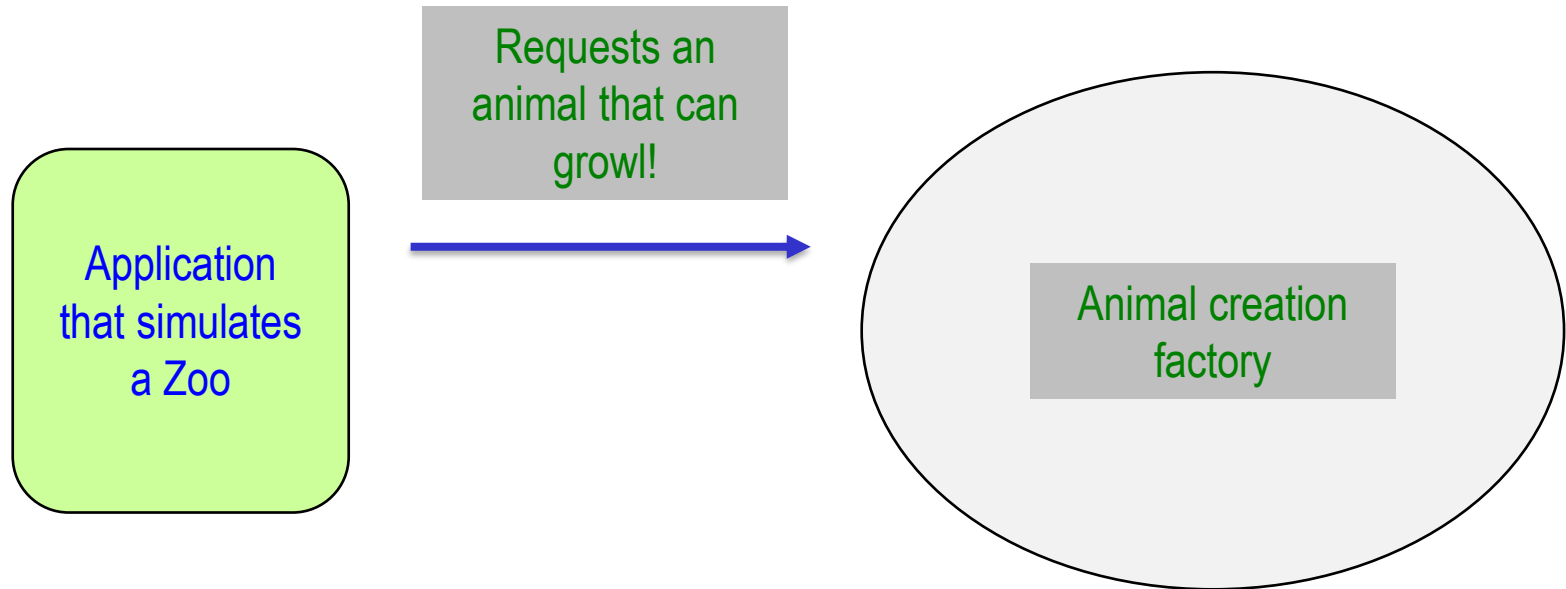 Requests an
animal that can
growl!
Application
that simulates
a Zoo
Animal creation
factory